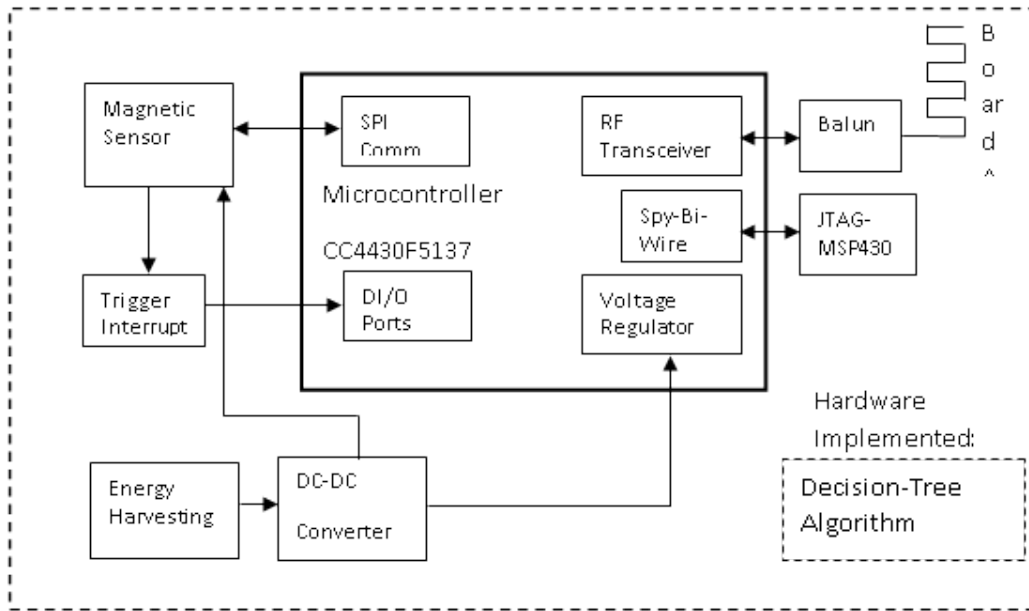 Magnetic
Sensor
SPI
Comm
Microcontroller
CC4430F5137
DI/O
Ports
Trigger
Interrupt
RF
Transceiver
Balun
B
o
ar
d
Spy-Bi-
Wire
JTAG-
MSP430
Voltage
Regulator
Energy
Harvesting
DC-DC
Converter
Hardware
Implemented:
Decision-Tree
Algorithm